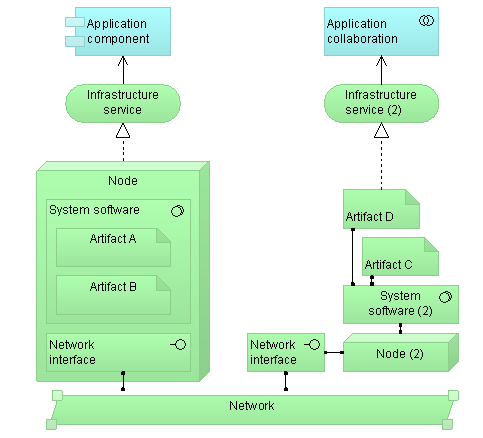 Application
component
Application
collaboration
Infrastructure
service
Infrastructure
service (2)
Node
System software
Artifact A
Artifact B
Network
interface
Artifact D
Artifact C
System
software (2)
Network
interface
Node (2)
Network